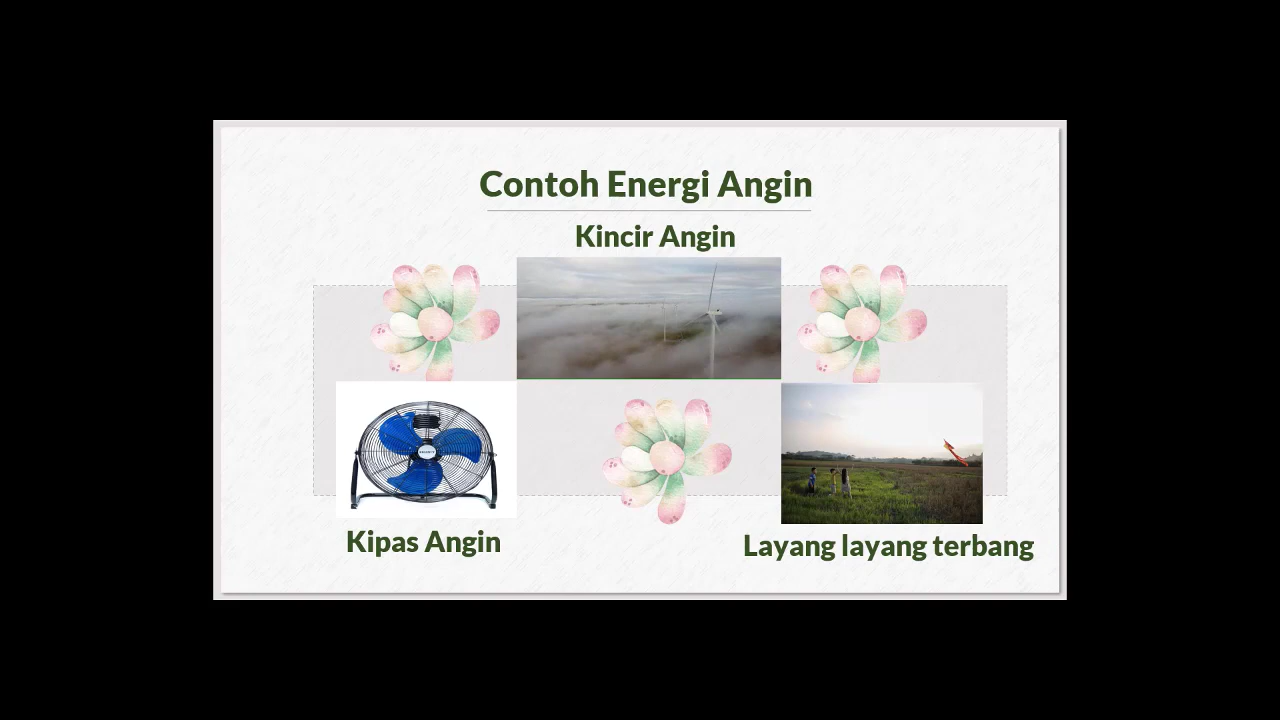 Contoh Energi Angin
Kincir Angin
Kipas Angin
Layang layang terbang